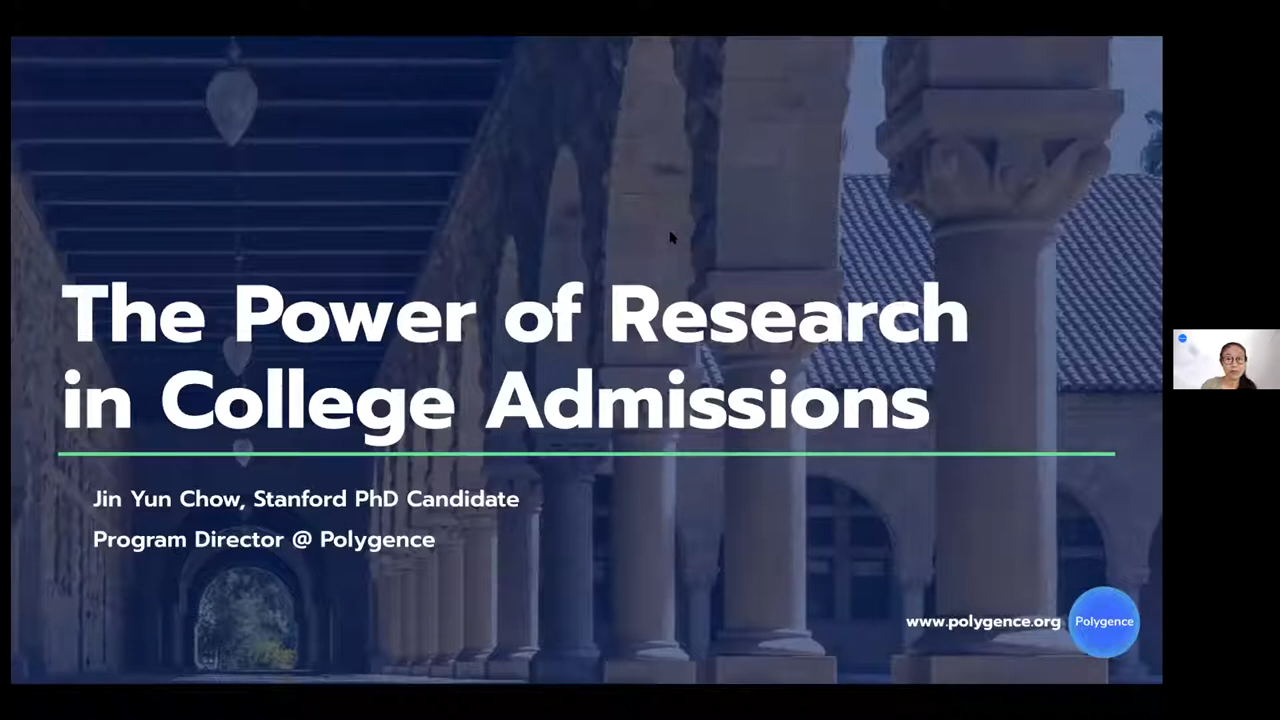 The Power of Research
in College Admissions
Jin Yun Chow, Stanford PhD Candidate
Program Director @ Polygence
www.polygence.org
Polygence